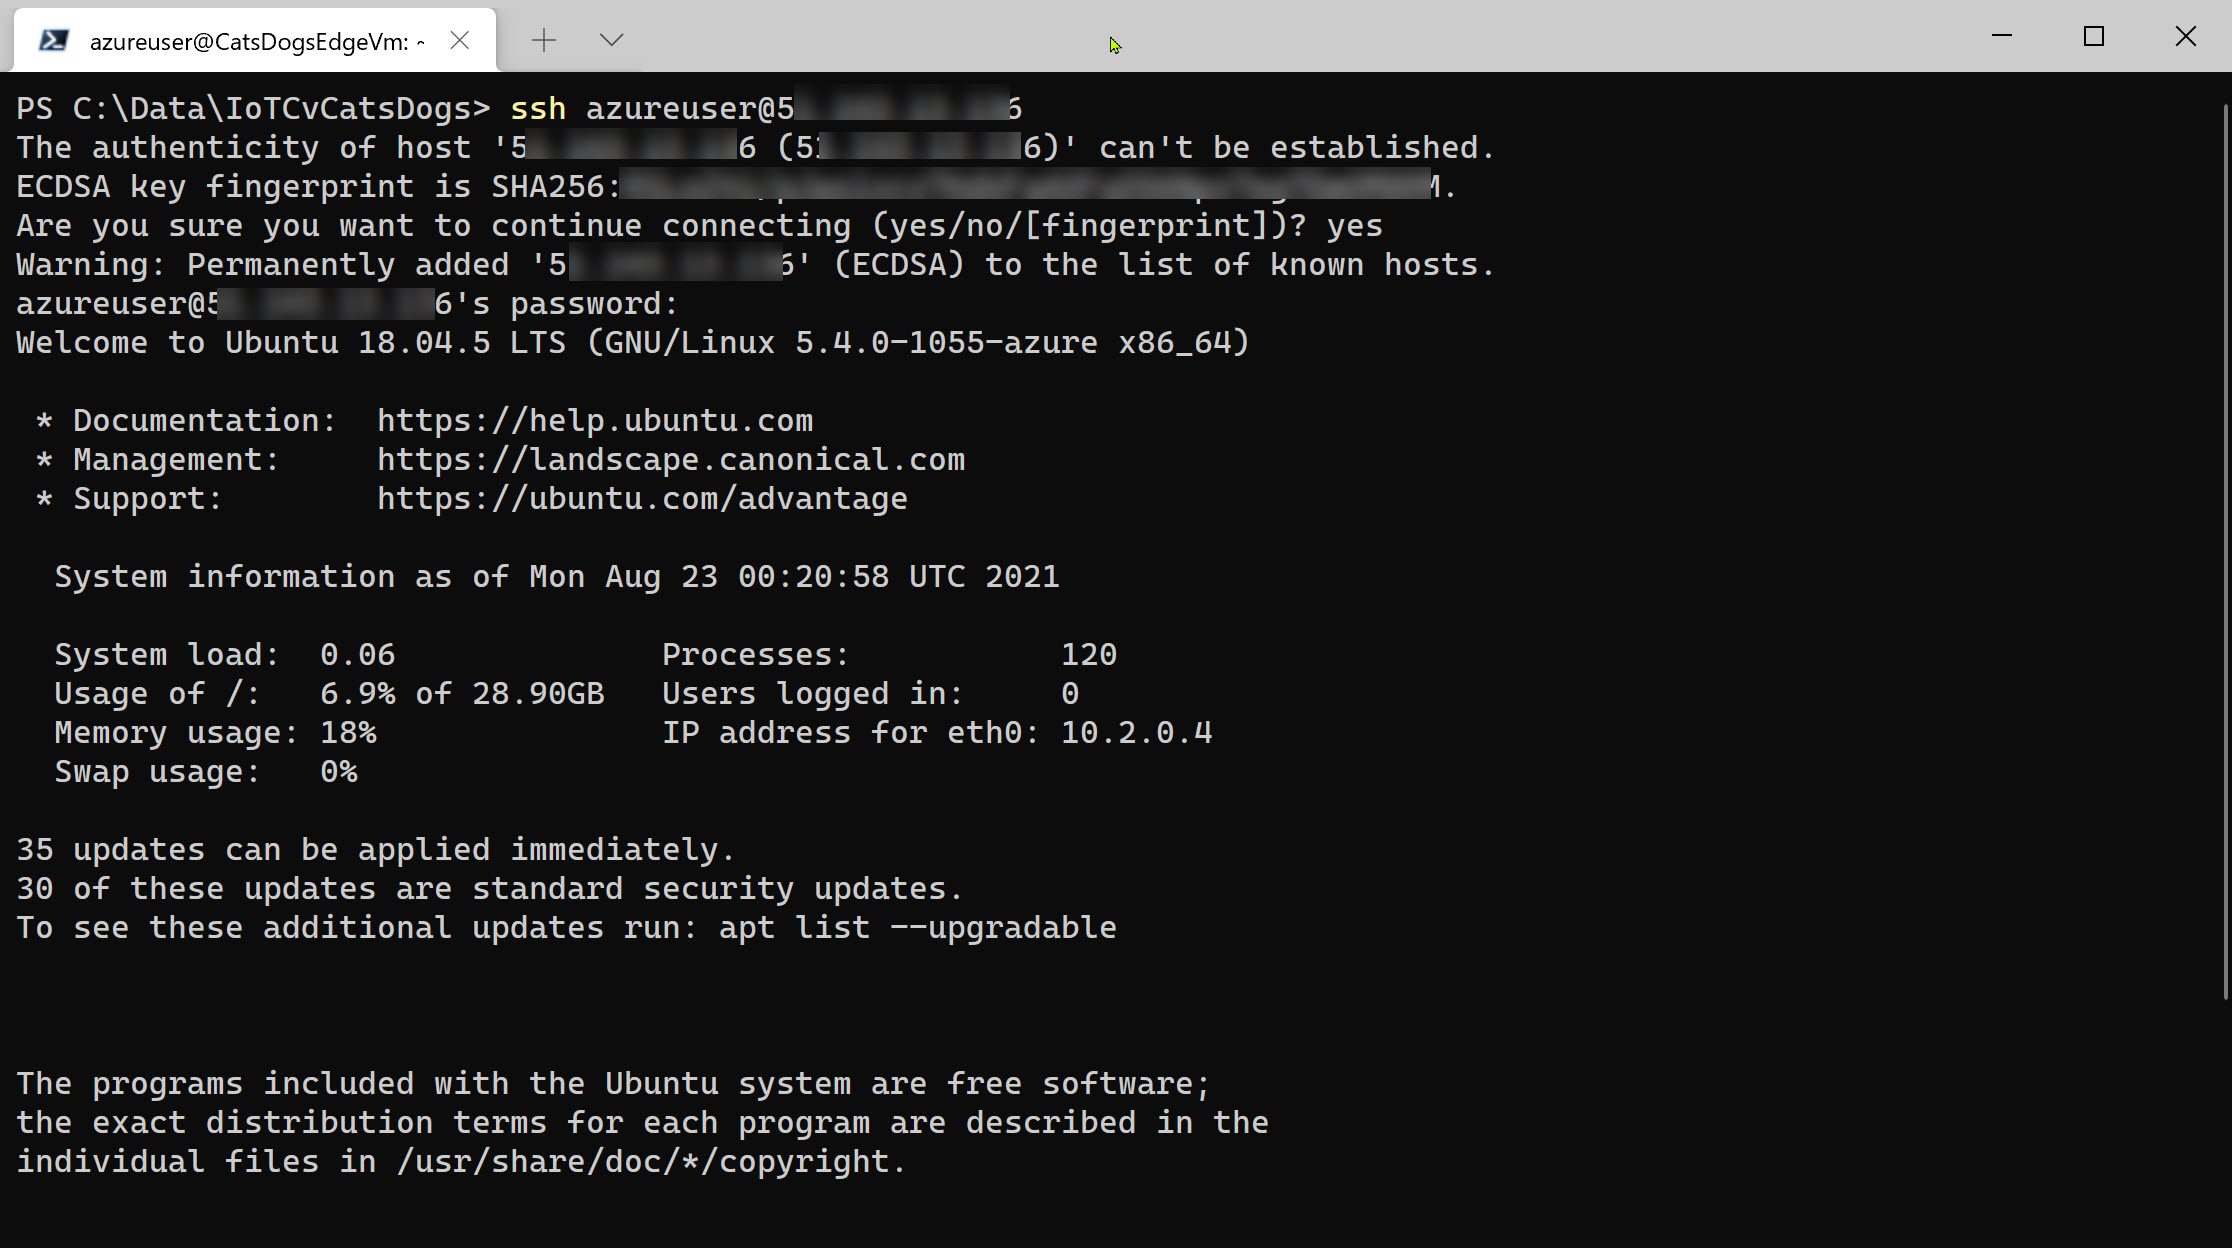 azureuser@CatsDogsEdgeVm: ~
PS C:\Data\IoTCvCatsDogs> ssh azureuser@5 6
The authenticity of host '5 6 (5 6)' can't be established.
ECDSA key fingerprint is SHA256: M.
Are you sure you want to continue connecting (yes/no/[fingerprint])? yes
Warning: Permanently added '5 6' (ECDSA) to the list of known hosts.
azureuser@5 6's password:
Welcome to Ubuntu 18.04.5 LTS (GNU/Linux 5.4.0-1055-azure x86_64)
* Documentation:  https://help.ubuntu.com
* Management:     https://landscape.canonical.com
* Support:        https://ubuntu.com/advantage
System information as of Mon Aug 23 00:20:58 UTC 2021
System load:  0.06              Processes:           120
Usage of /:   6.9% of 28.90GB   Users logged in:     0
Memory usage: 18%               IP address for eth0: 10.2.0.4
Swap usage:   0%
35 updates can be applied immediately.
30 of these updates are standard security updates.
To see these additional updates run: apt list --upgradable
The programs included with the Ubuntu system are free software;
the exact distribution terms for each program are described in the
individual files in /usr/share/doc/*/copyright.